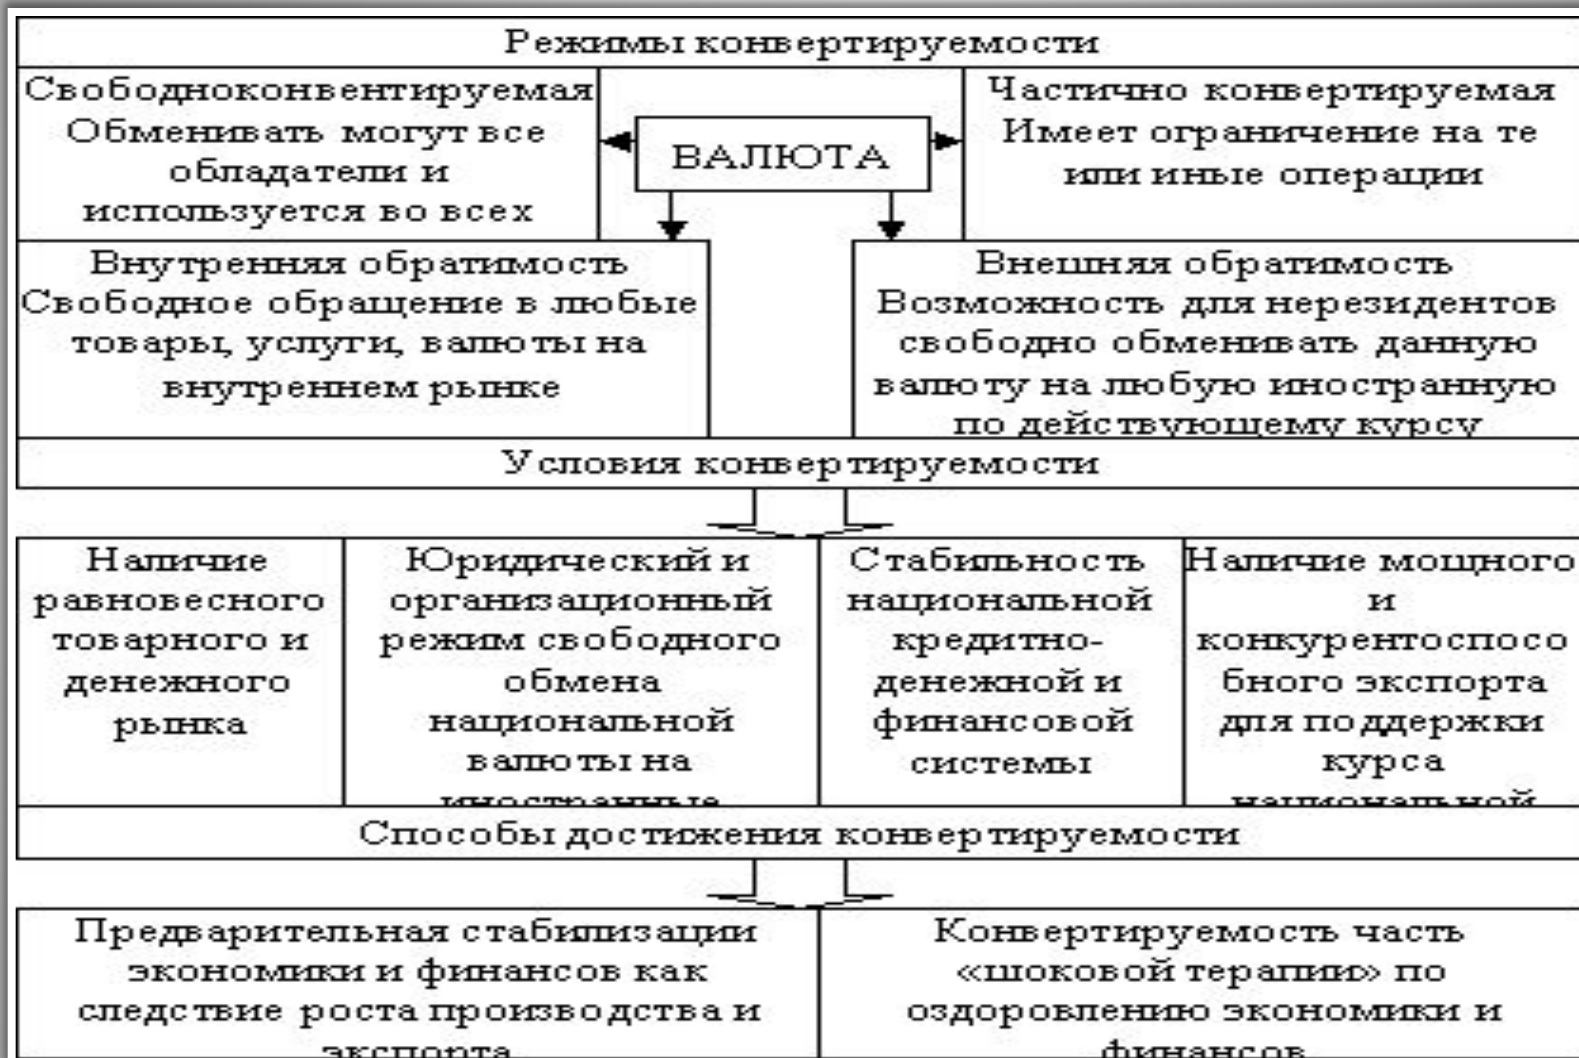 Режимы конвертируемости
Свободноконвентируемая
Обменивать могут все
обладатели и
используется во всех
ВАЛЮТА
Частично конвертируемая
Имеет ограничение на те
или иные операции
Внутренняя обратимость
Свободное обращение в любые
товары, услуги, валюты на
внутреннем рынке
Внешняя обратимость
Возможность для нерезидентов
свободно обменивать данную
валюту на любую иностранную
по действующему курсу
Условия конвертируемости
Наличие
равновесного
товарного и
денежного
рынка
Юридический и
организационный
режим свободного
обмена
национальной
валюты на
иностранные
Стабильность
национальной
кредитно-
денежной и
финансовой
системы
Наличие мощного
и
конкурентоспосо
бного экспорта
для поддержки
курса
национальной
Способы достижения конвертируемости
Предварительная стабилизации
экономики и финансов как
следствие роста производства и
экспорта
Конвертируемость часть
«шоковой терапии» по
оздоровлению экономики и
финансов